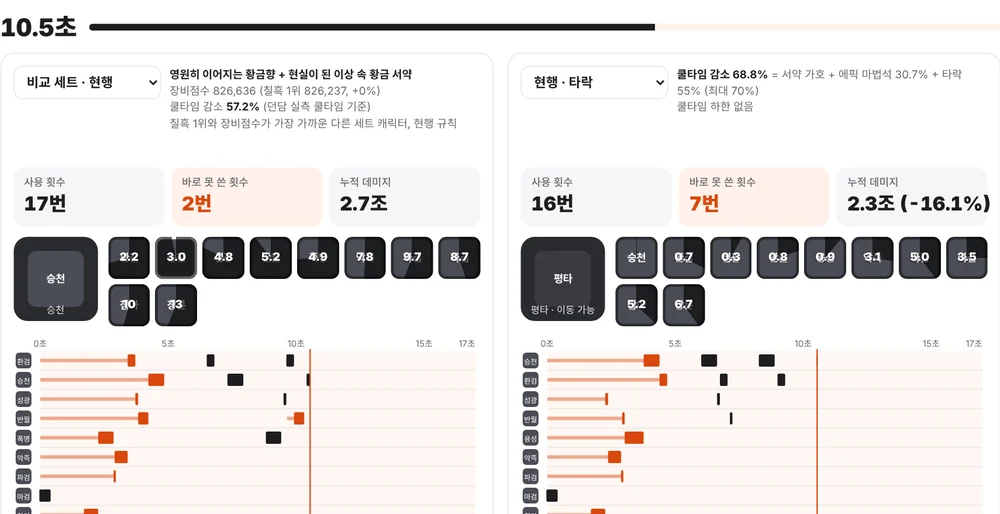 10.5초
비교 세트 · 현행
영원히 이어지는 황금향 + 현실이 된 이상 속 황금 서약
장비점수 826,636 (칠흑 1위 826,237, +0%)
쿨타임 감소 57.2% (던담 실측 쿨타임 기준)
칠흑 1위와 장비점수가 가장 가까운 다른 세트 캐릭터, 현행 규칙
사용 횟수
17번
바로 못 쓴 횟수
2번
누적 데미지
2.7조
승천
승천
2.2 3.0 4.8 5.2 4.9 7.8 9.7 8.7
10 13
0초 5초 10초 15초 17초
환검
승천
섬광
반월
폭명
악즉
파검
마검
현행 · 타락
쿨타임 감소 68.8% = 서약 가호 + 에픽 마법석 30.7% + 타락
55% (최대 70%)
쿨타임 하한 없음
사용 횟수
16번
바로 못 쓴 횟수
7번
누적 데미지
2.3조 (-16.1%)
평타
평타 · 이동 가능
승천 0.7 0.3 0.8 0.9 3.1 5.0 3.5
5.2 6.7
0초 5초 10초 15초 17초
승천
환검
섬광
반월
용성
악즉
파검
마검